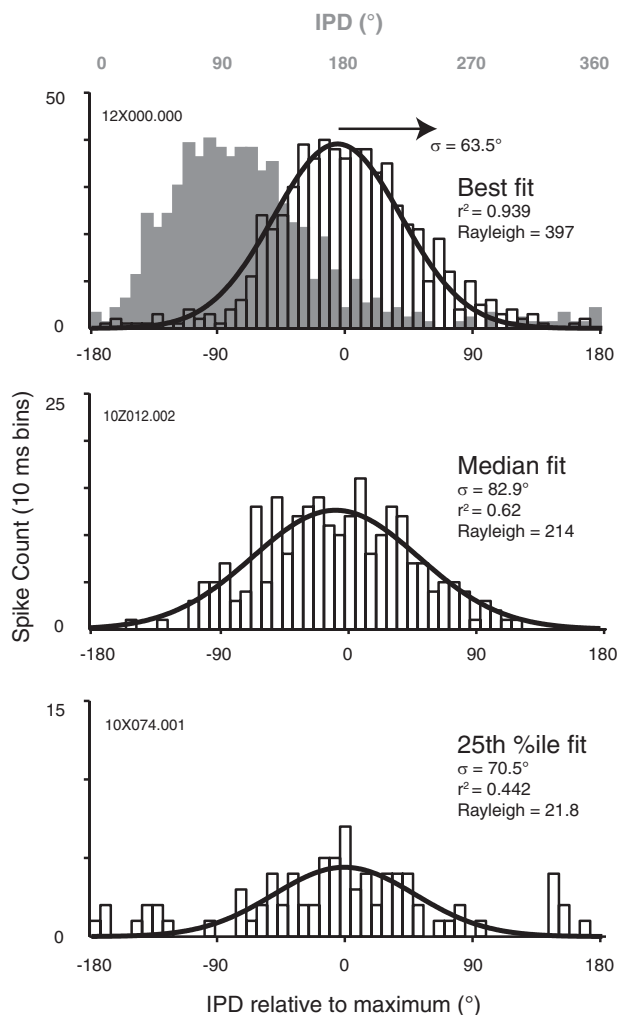 IPD (°)
0 90 180 270 360
50
12X000.000
σ = 63.5°
Best fit
r² = 0.939
Rayleigh = 397
0
-180 -90 0 90 180
25
10Z012.002
Median fit
σ = 82.9°
r² = 0.62
Rayleigh = 214
Spike Count (10 ms bins)
0
-180 -90 0 90 180
15
10X074.001
25th %ile fit
σ = 70.5°
r² = 0.442
Rayleigh = 21.8
0
-180 -90 0 90 180
IPD relative to maximum (°)